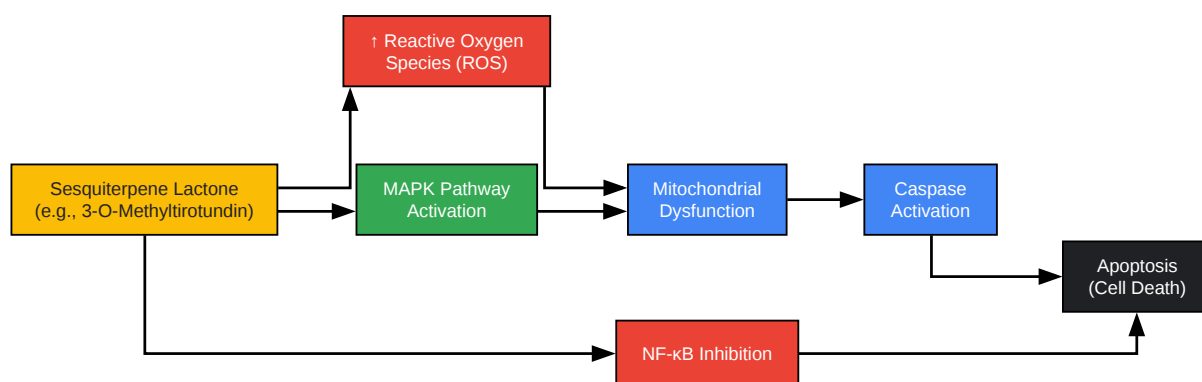 ↑ Reactive Oxygen
Species (ROS)
Sesquiterpene Lactone
(e.g., 3-O-Methyltirotundin)
MAPK Pathway
Activation
Mitochondrial
Dysfunction
Caspase
Activation
Apoptosis
(Cell Death)
NF-κB Inhibition